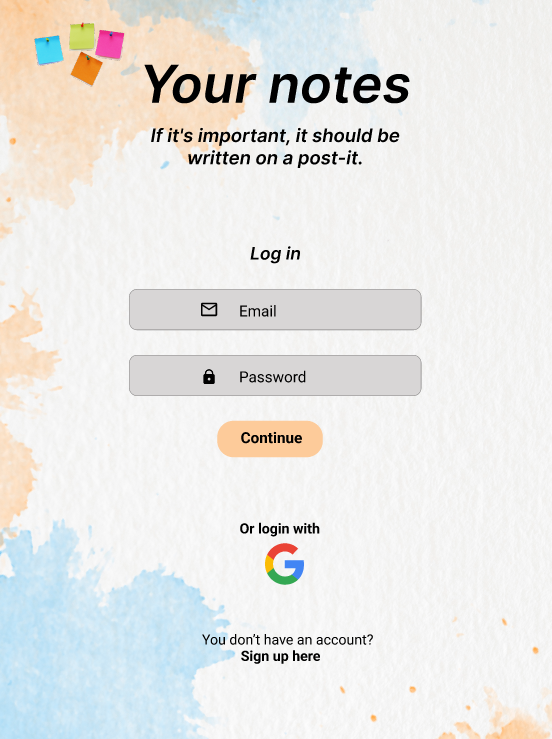 Your notes
If it's important, it should be
written on a post-it.
Log in
Email
Password
Continue
Or login with
You don’t have an account?
Sign up here